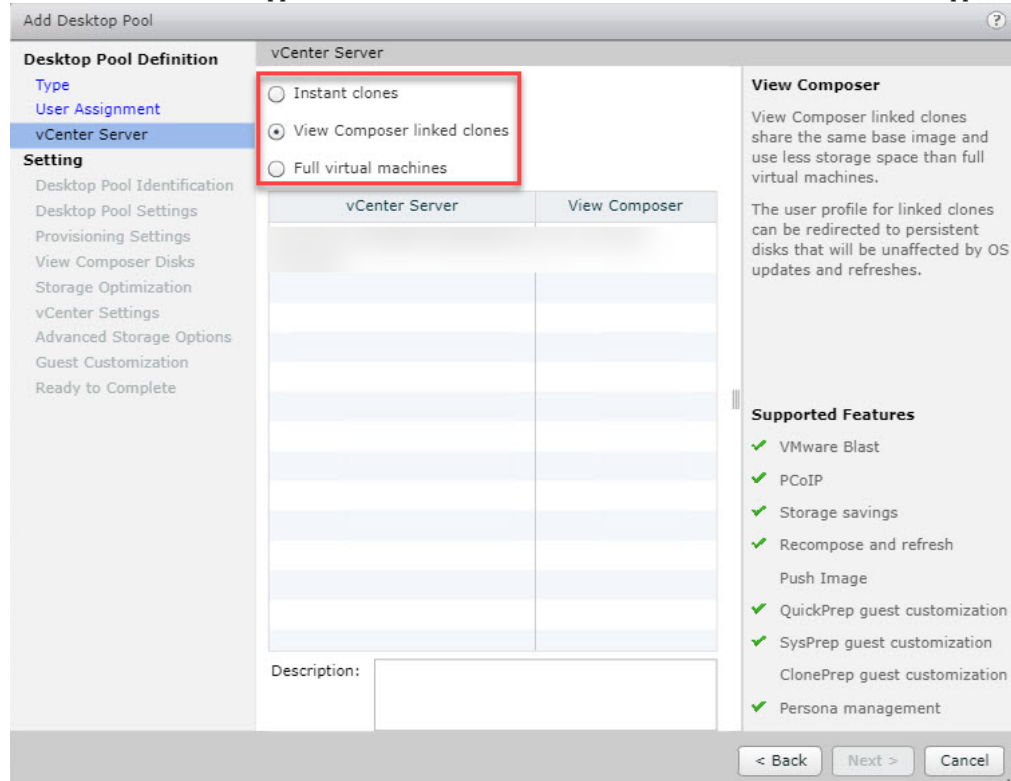 Add Desktop Pool
?
Desktop Pool Definition
Type
User Assignment
vCenter Server
Setting
Desktop Pool Identification
Desktop Pool Settings
Provisioning Settings
View Composer Disks
Storage Optimization
vCenter Settings
Advanced Storage Options
Guest Customization
Ready to Complete
vCenter Server
Instant clones
View Composer linked clones
Full virtual machines
vCenter Server View Composer
Description:
View Composer
View Composer linked clones
share the same base image and
use less storage space than full
virtual machines.
The user profile for linked clones
can be redirected to persistent
disks that will be unaffected by OS
updates and refreshes.
Supported Features
VMware Blast
PCoIP
Storage savings
Recompose and refresh
Push Image
QuickPrep guest customization
SysPrep guest customization
ClonePrep guest customization
Persona management
< Back Next > Cancel